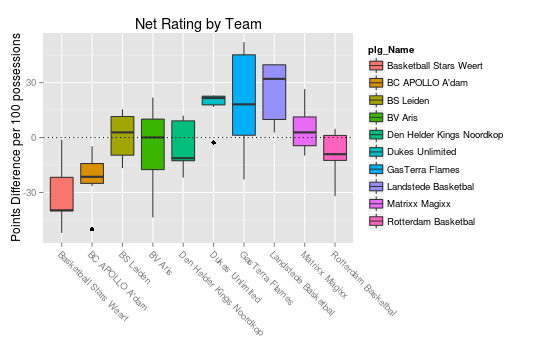 Net Rating by Team
Points Difference per 100 possessions
30
0
-30
Basketball Stars Weert
BC APOLLO A'dam
BS Leiden
BV Aris
Den Helder Kings Noordkop
Dukes Unlimited
GasTerra Flames
Landstede Basketbal
Matrixx Magixx
Rotterdam Basketbal
plg_Name
Basketball Stars Weert
BC APOLLO A'dam
BS Leiden
BV Aris
Den Helder Kings Noordkop
Dukes Unlimited
GasTerra Flames
Landstede Basketbal
Matrixx Magixx
Rotterdam Basketbal